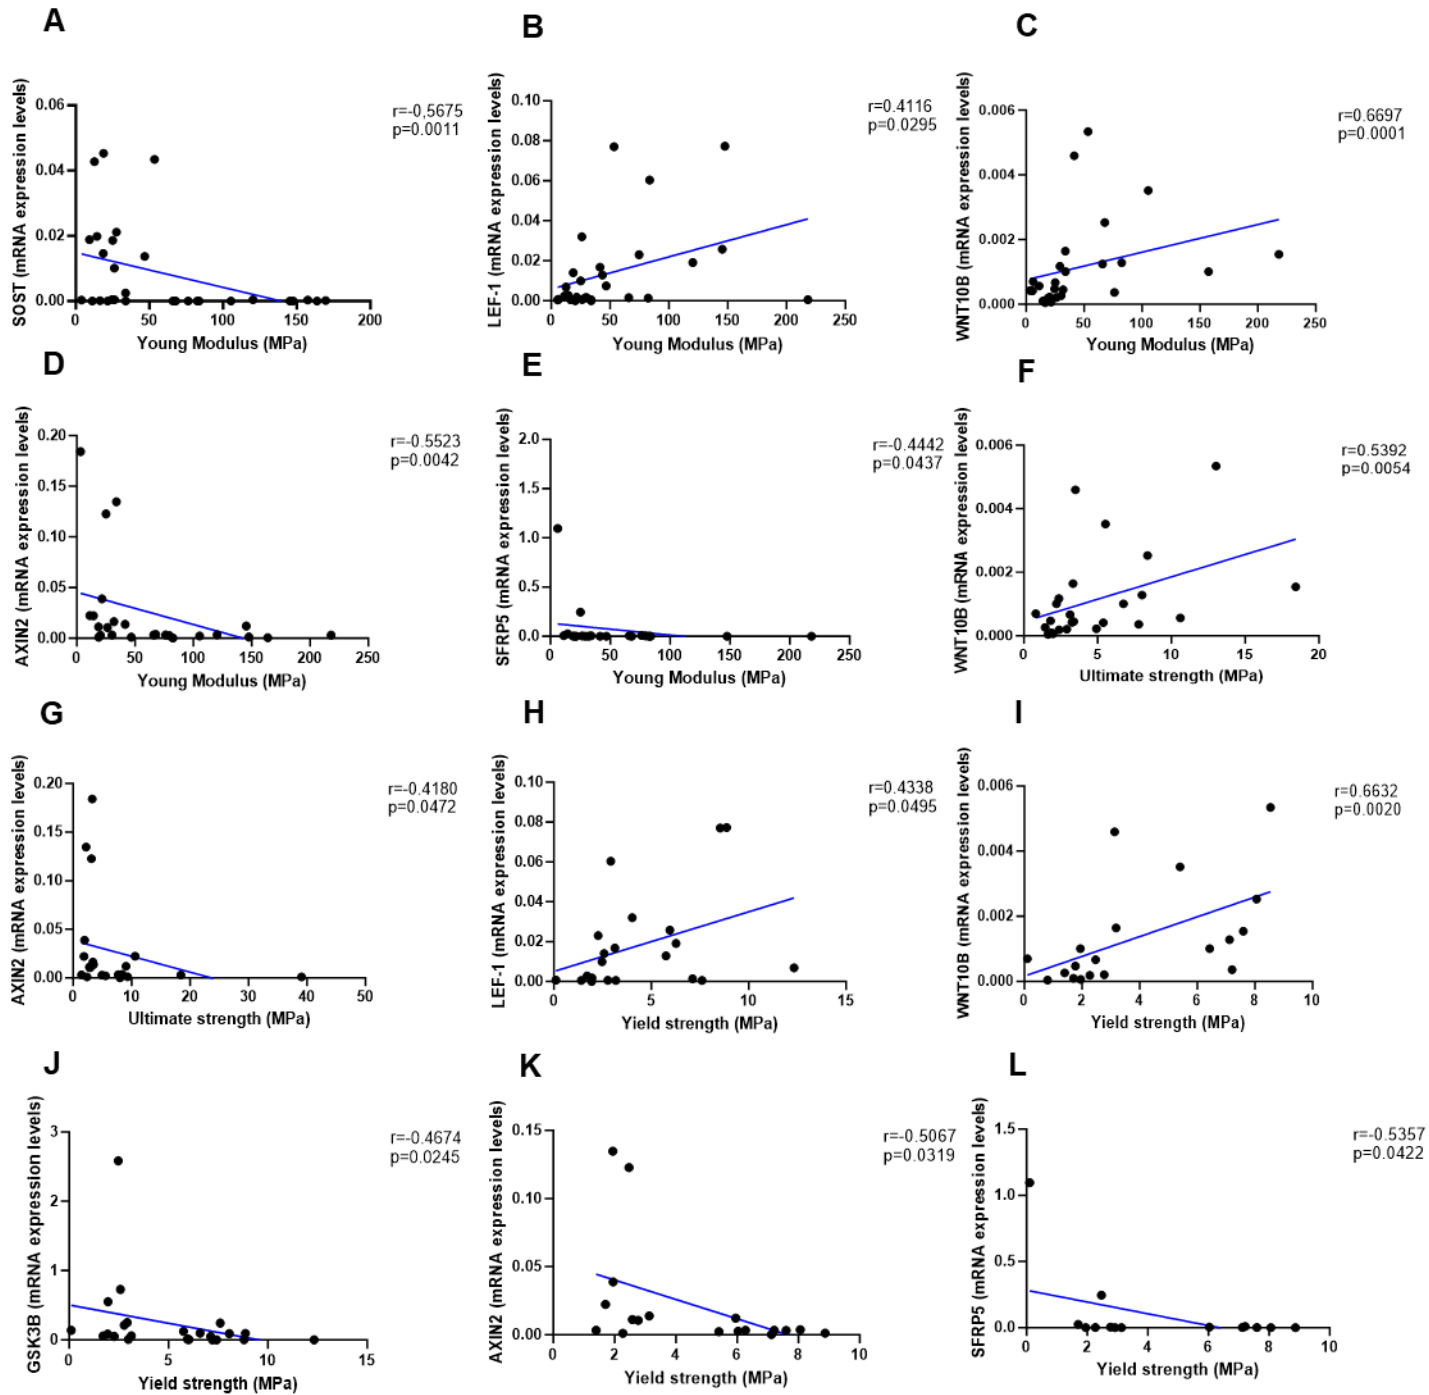 A
B
C
SOST (mRNA expression levels)
0.06
0.04
0.02
0.00
0
50
100
150
200
Young Modulus (MPa)
r=-0,5675
p=0.0011
LEF-1 (mRNA expression levels)
0.10
0.08
0.06
0.04
0.02
0.00
0
50
100
150
200
250
Young Modulus (MPa)
r=0.4116
p=0.0295
WNT10B (mRNA expression levels)
0.006
0.004
0.002
0.000
0
50
100
150
200
250
Young Modulus (MPa)
r=0.6697
p=0.0001
D
E
F
AXIN2 (mRNA expression levels)
0.20
0.15
0.10
0.05
0.00
0
50
100
150
200
250
Young Modulus (MPa)
r=-0.5523
p=0.0042
SFRP5 (mRNA expression levels)
2.0
1.5
1.0
0.5
0.0
0
50
100
150
200
250
Young Modulus (MPa)
r=-0.4442
p=0.0437
WNT10B (mRNA expression levels)
0.006
0.004
0.002
0.000
0
5
10
15
20
Ultimate strength (MPa)
r=0.5392
p=0.0054
G
H
I
AXIN2 (mRNA expression levels)
0.20
0.15
0.10
0.05
0.00
0
10
20
30
40
50
Ultimate strength (MPa)
r=-0.4180
p=0.0472
LEF-1 (mRNA expression levels)
0.10
0.08
0.06
0.04
0.02
0.00
0
5
10
15
Yield strength (MPa)
r=0.4338
p=0.0495
WNT10B (mRNA expression levels)
0.006
0.004
0.002
0.000
0
2
4
6
8
10
Yield strength (MPa)
r=0.6632
p=0.0020
J
K
L
GSK3B (mRNA expression levels)
3
2
1
0
0
5
10
15
Yield strength (MPa)
r=-0.4674
p=0.0245
AXIN2 (mRNA expression levels)
0.15
0.10
0.05
0.00
0
2
4
6
8
10
Yield strength (MPa)
r=-0.5067
p=0.0319
SFRP5 (mRNA expression levels)
1.5
1.0
0.5
0.0
0
2
4
6
8
10
Yield strength (MPa)
r=-0.5357
p=0.0422